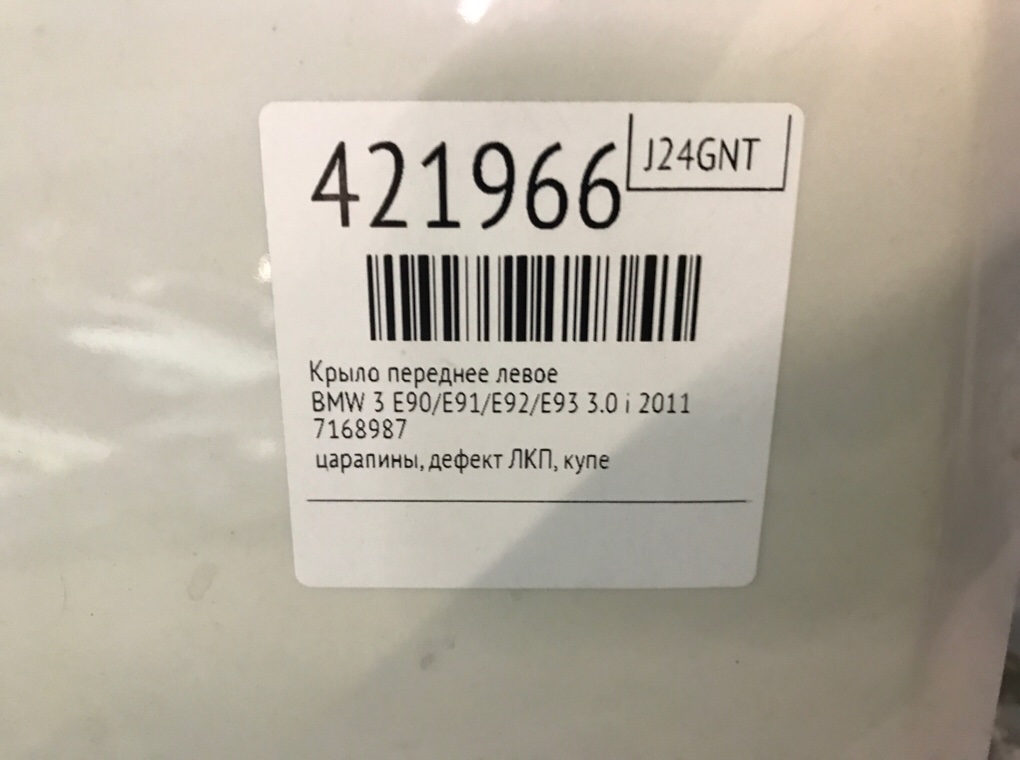 421966
J24GNT
Крыло переднее левое
BMW 3 E90/E91/E92/E93 3.0 i 2011
7168987
царапины, дефект ЛКП, купе